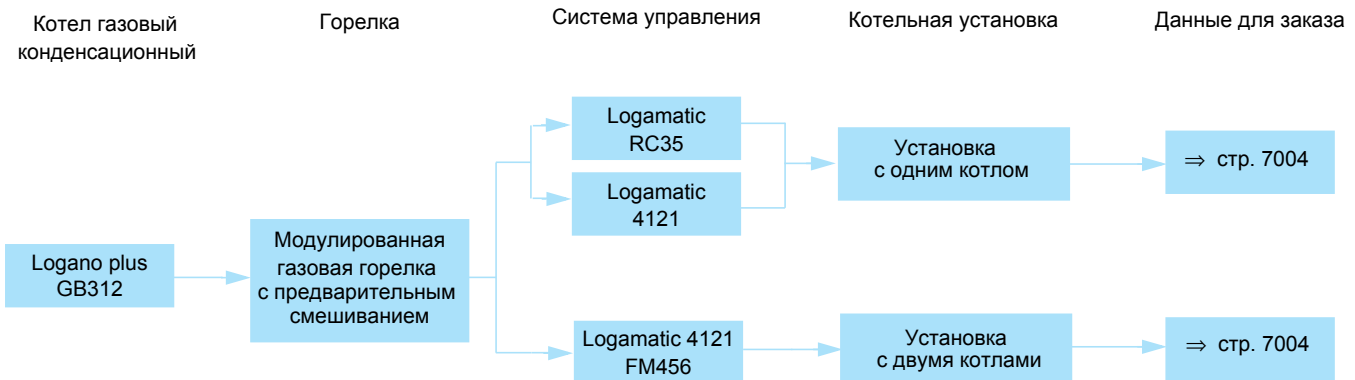 Котел газовый
конденсационный
Горелка
Система управления
Котельная установка
Данные для заказа
Logano plus
GB312
Модулированная
газовая горелка
с предварительным
смешиванием
Logamatic
RC35
Logamatic
4121
Установка
с одним котлом
⇒ стр. 7004
Logamatic 4121
FM456
Установка
с двумя котлами
⇒ стр. 7004